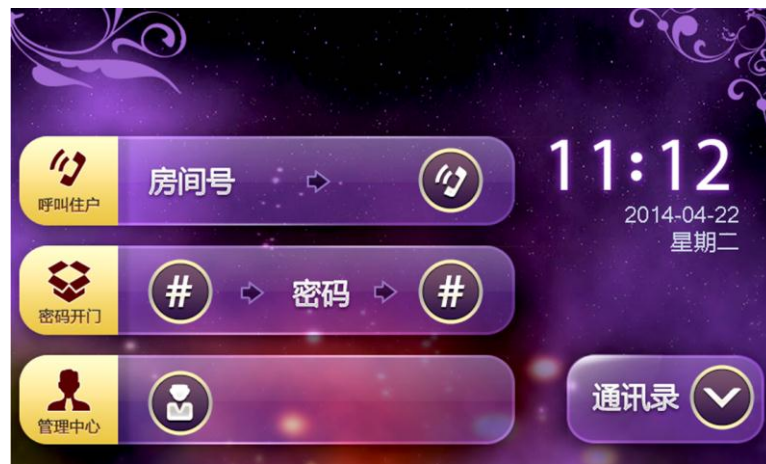 呼叫住户
房间号
11:12
2014-04-22
星期二
密码开门
# 密码 #
管理中心
通讯录